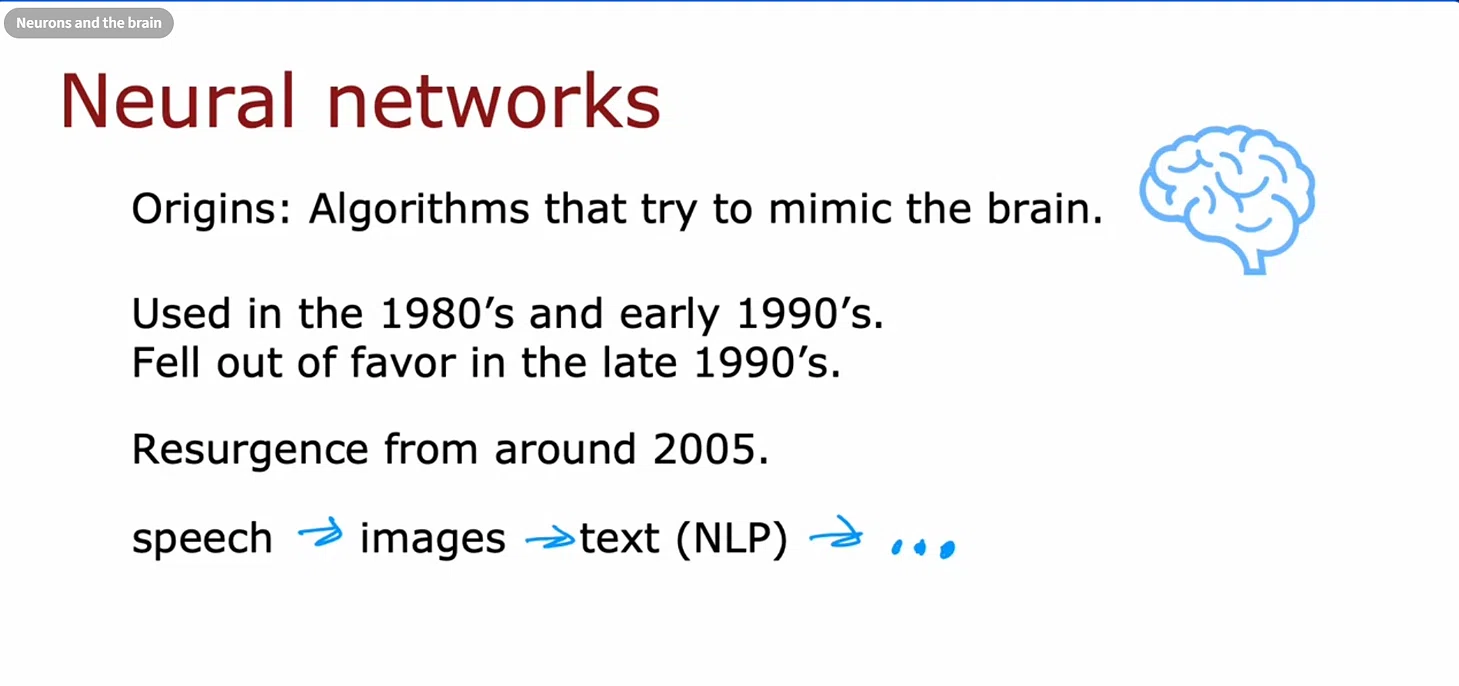 Neurons and the brain
Neural networks
Origins: Algorithms that try to mimic the brain.
Used in the 1980’s and early 1990’s.
Fell out of favor in the late 1990’s.
Resurgence from around 2005.
speech → images → text (NLP) → ...